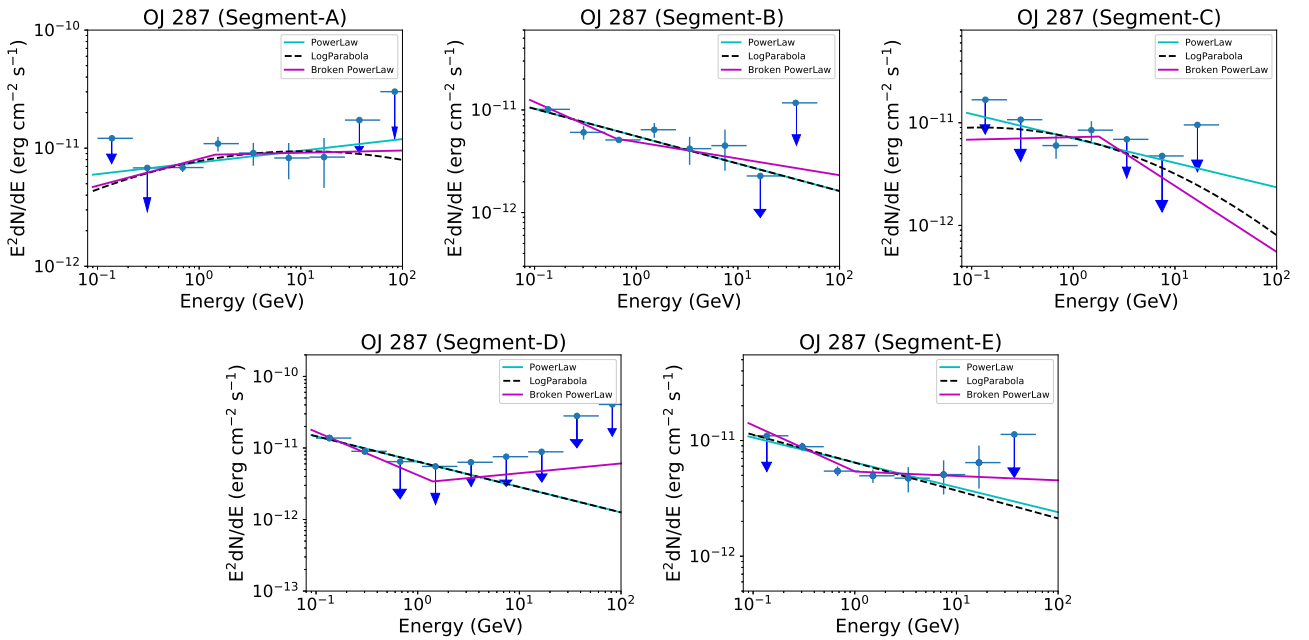 OJ 287 (Segment-A)
E²dN/dE (erg cm⁻² s⁻¹)
10⁻¹⁰
10⁻¹¹
10⁻¹²
PowerLaw
LogParabola
Broken PowerLaw
10⁻¹ 10⁰ 10¹ 10²
Energy (GeV)
OJ 287 (Segment-B)
E²dN/dE (erg cm⁻² s⁻¹)
10⁻¹¹
10⁻¹²
PowerLaw
LogParabola
Broken PowerLaw
10⁻¹ 10⁰ 10¹ 10²
Energy (GeV)
OJ 287 (Segment-C)
E²dN/dE (erg cm⁻² s⁻¹)
10⁻¹¹
10⁻¹²
PowerLaw
LogParabola
Broken PowerLaw
10⁻¹ 10⁰ 10¹ 10²
Energy (GeV)
OJ 287 (Segment-D)
E²dN/dE (erg cm⁻² s⁻¹)
10⁻¹⁰
10⁻¹¹
10⁻¹²
10⁻¹³
PowerLaw
LogParabola
Broken PowerLaw
10⁻¹ 10⁰ 10¹ 10²
Energy (GeV)
OJ 287 (Segment-E)
E²dN/dE (erg cm⁻² s⁻¹)
10⁻¹¹
10⁻¹²
PowerLaw
LogParabola
Broken PowerLaw
10⁻¹ 10⁰ 10¹ 10²
Energy (GeV)